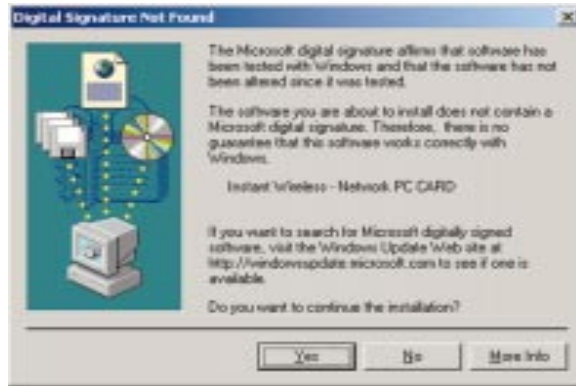 Digital Signature Not Found
The Microsoft digital signature affirms that software has
been tested with Windows and that the software has not
been altered since it was tested.
The software you are about to install does not contain a
Microsoft digital signature. Therefore, there is no
guarantee that this software works correctly with
Windows.
Instant Wireless - Network PC CARD
If you want to search for Microsoft digitally signed
software, visit the Windows Update Web site at
http://windowsupdate.microsoft.com to see if one is
available.
Do you want to continue the installation?
Yes
No
More Info